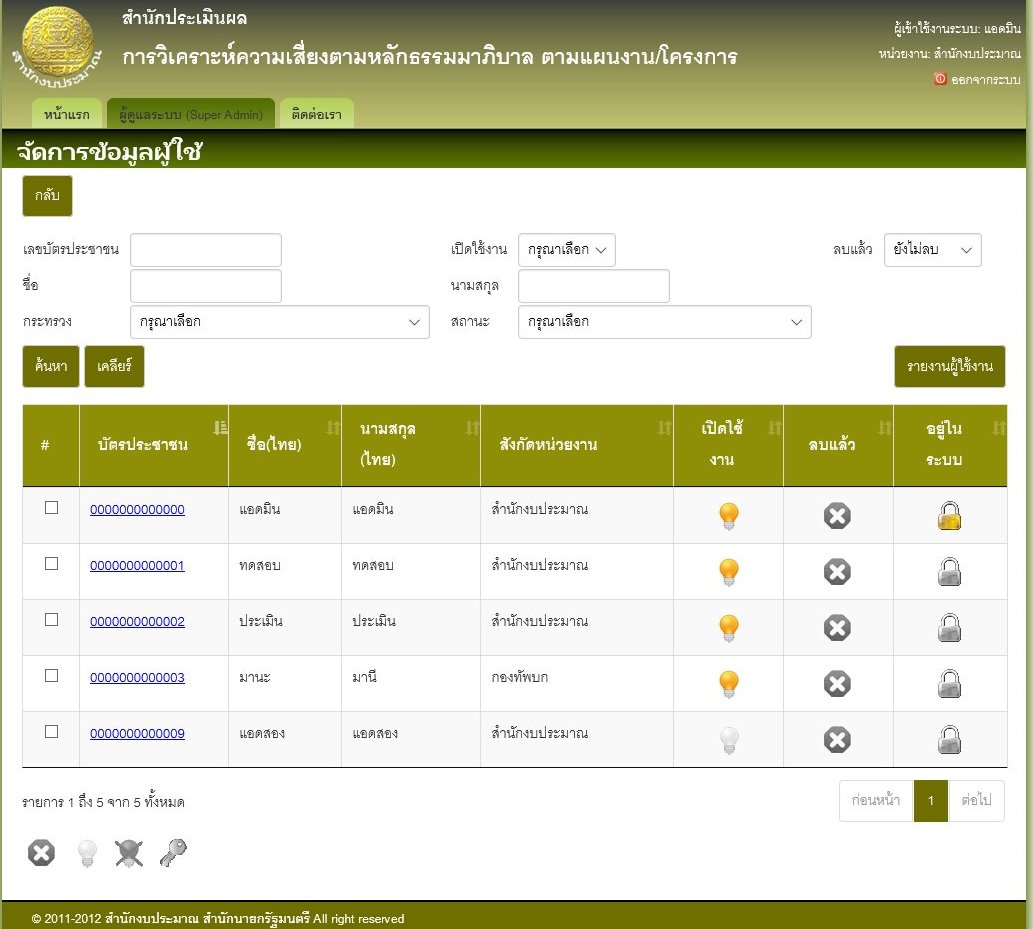 สำนักงบประมาณ
สำนักประเมินผล
การวิเคราะห์ความเสี่ยงตามหลักธรรมมาภิบาล ตามแผนงาน/โครงการ
ผู้เข้าใช้งานระบบ: แอดมิน
หน่วยงาน: สำนักงบประมาณ
ออกจากระบบ
หน้าแรก ผู้ดูแลระบบ (Super Admin) ติดต่อเรา
จัดการข้อมูลผู้ใช้
กลับ
เลขบัตรประชาชน เปิดใช้งาน กรุณาเลือก ลบแล้ว ยังไม่ลบ
ชื่อ นามสกุล
กระทรวง กรุณาเลือก สถานะ กรุณาเลือก
ค้นหา เคลียร์ รายงานผู้ใช้งาน
# บัตรประชาชน ชื่อ(ไทย) นามสกุล (ไทย) สังกัดหน่วยงาน เปิดใช้งาน ลบแล้ว อยู่ในระบบ
0000000000000 แอดมิน แอดมิน สำนักงบประมาณ
0000000000001 ทดสอบ ทดสอบ สำนักงบประมาณ
0000000000002 ประเมิน ประเมิน สำนักงบประมาณ
0000000000003 มานะ มานี กองทัพบก
0000000000009 แอดสอง แอดสอง สำนักงบประมาณ
รายการ 1 ถึง 5 จาก 5 ทั้งหมด
ก่อนหน้า 1 ต่อไป
© 2011-2012 สำนักงบประมาณ สำนักนายกรัฐมนตรี All right reserved